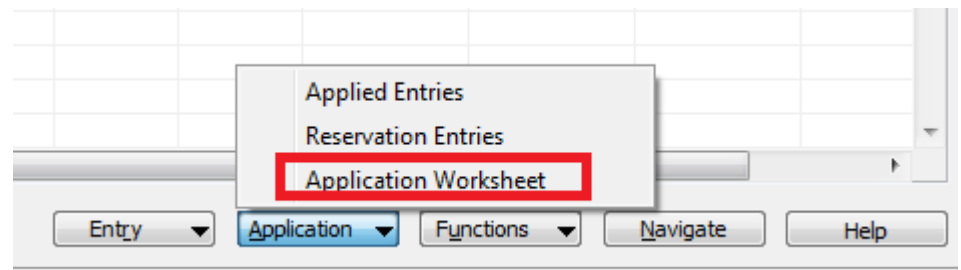 Applied Entries
Reservation Entries
Application Worksheet
Entry Application Functions Navigate Help